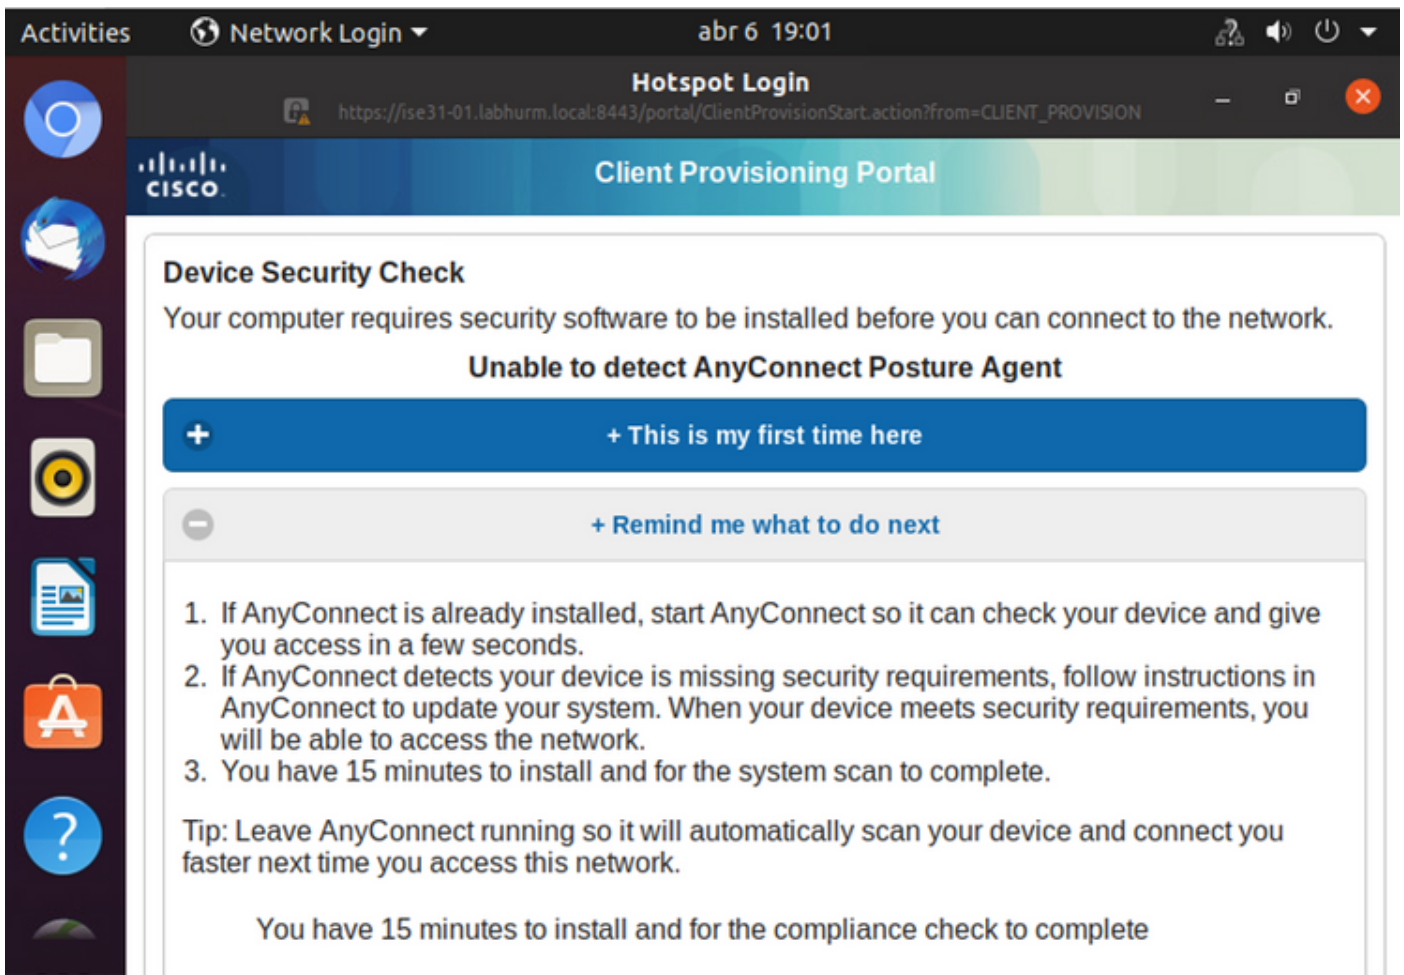 Activities Network Login abr 6 19:01
Hotspot Login
https://ise31-01.labhurm.local:8443/portal/ClientProvisionStart.action?from=CLIENT_PROVISION
CISCO Client Provisioning Portal
Device Security Check
Your computer requires security software to be installed before you can connect to the network.
Unable to detect AnyConnect Posture Agent
+ This is my first time here
+ Remind me what to do next
1. If AnyConnect is already installed, start AnyConnect so it can check your device and give
you access in a few seconds.
2. If AnyConnect detects your device is missing security requirements, follow instructions in
AnyConnect to update your system. When your device meets security requirements, you
will be able to access the network.
3. You have 15 minutes to install and for the system scan to complete.
Tip: Leave AnyConnect running so it will automatically scan your device and connect you
faster next time you access this network.
You have 15 minutes to install and for the compliance check to complete